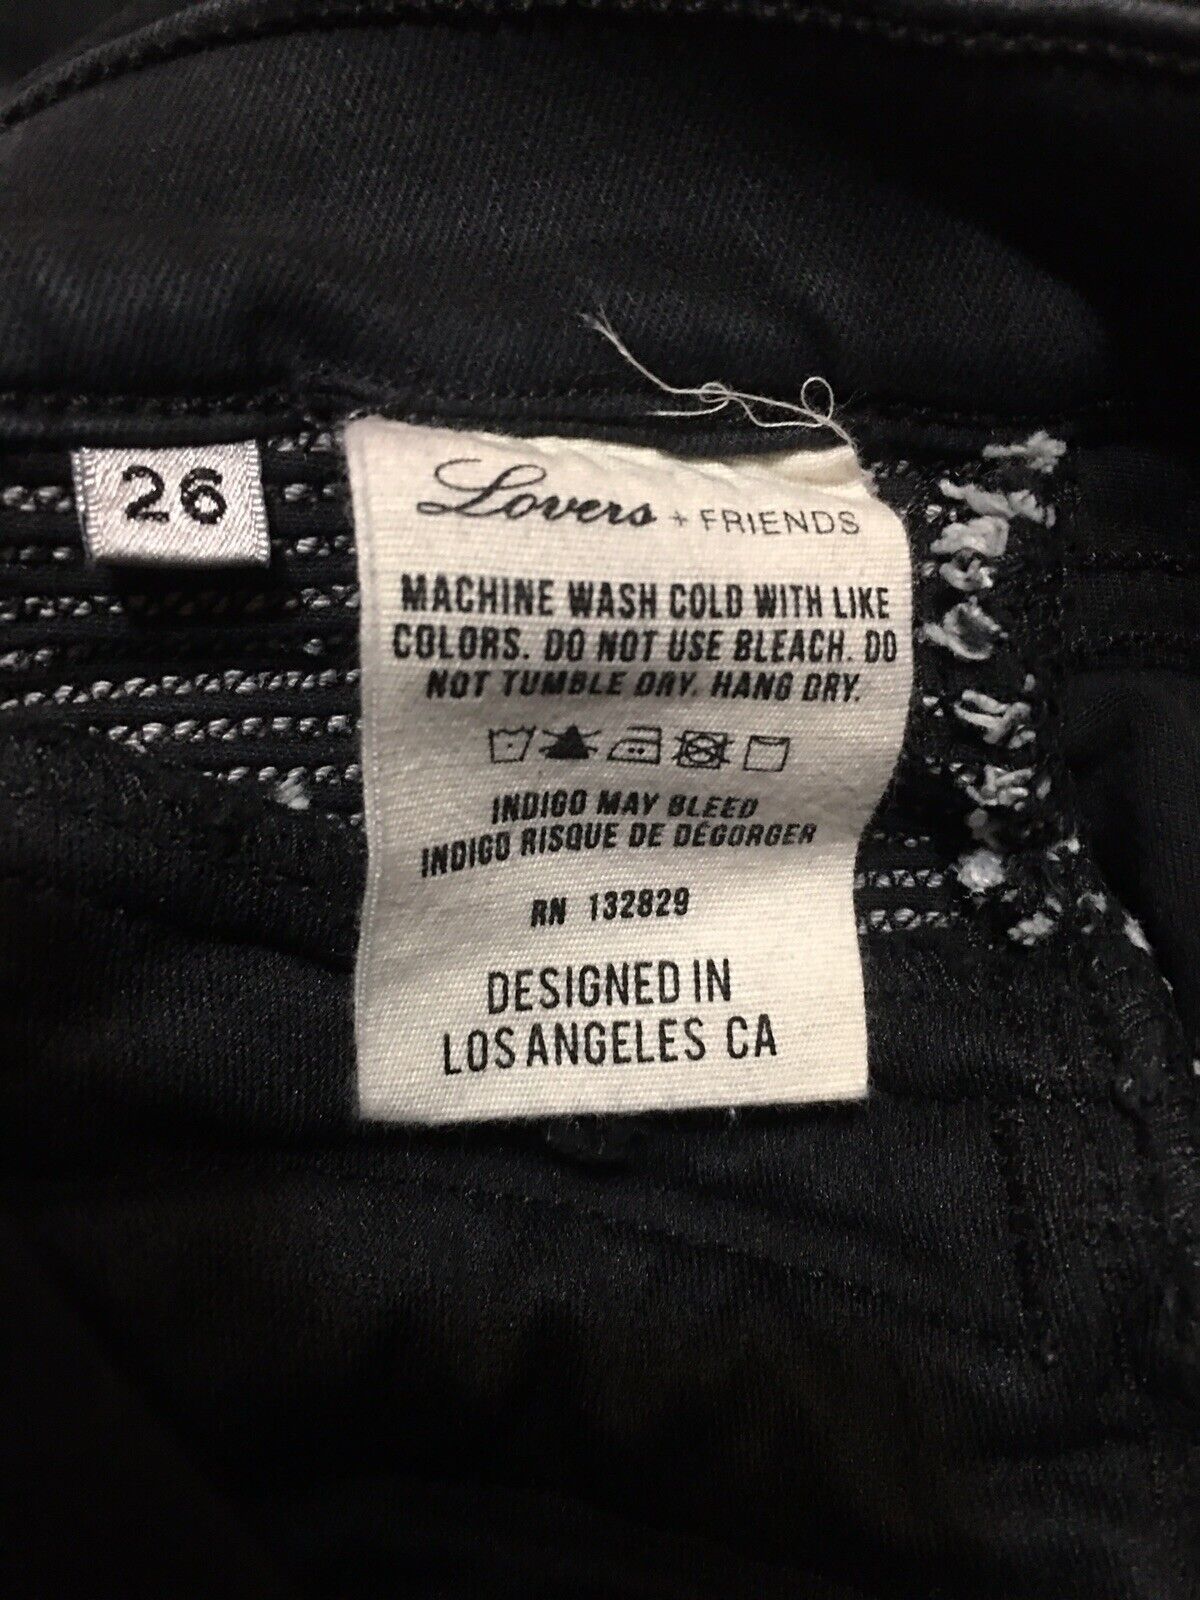 26
Lovers + FRIENDS
MACHINE WASH COLD WITH LIKE
COLORS. DO NOT USE BLEACH. DO
NOT TUMBLE DRY. HANG DRY.
INDIGO MAY BLEED
INDIGO RISQUE DE DÉGORGER
RN 132829
DESIGNED IN
LOS ANGELES CA